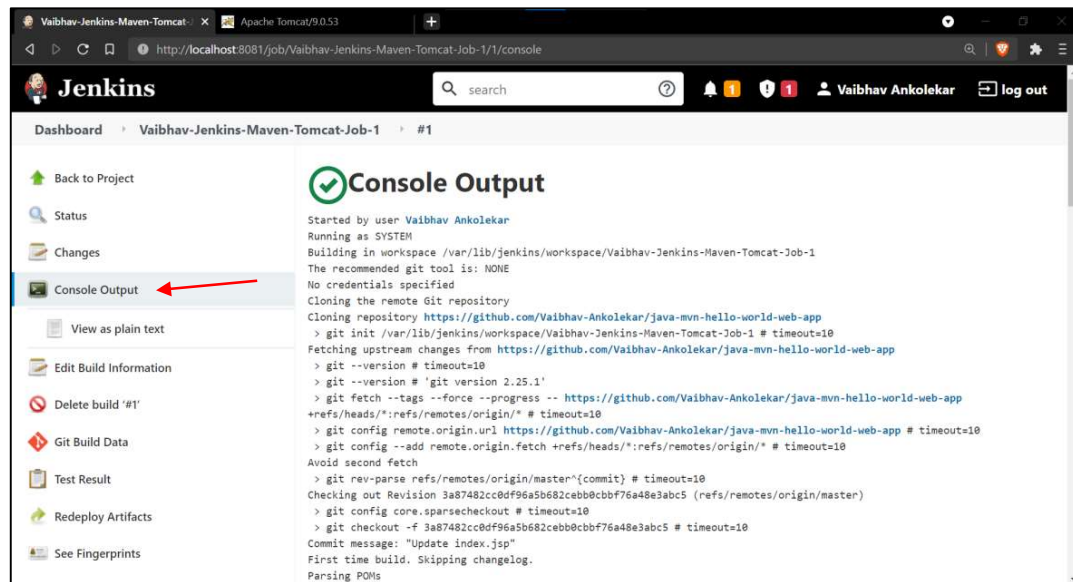 Vaibhav-Jenkins-Maven-Tomcat-J
Apache Tomcat/9.0.53
http://localhost:8081/job/Vaibhav-Jenkins-Maven-Tomcat-Job-1/1/console
Jenkins
search
1
1
Vaibhav Ankolekar
log out
Dashboard
Vaibhav-Jenkins-Maven-Tomcat-Job-1
#1
Back to Project
Status
Changes
Console Output
View as plain text
Edit Build Information
Delete build '#1'
Git Build Data
Test Result
Redeploy Artifacts
See Fingerprints
Console Output
Started by user Vaibhav Ankolekar
Running as SYSTEM
Building in workspace /var/lib/jenkins/workspace/Vaibhav-Jenkins-Maven-Tomcat-Job-1
The recommended git tool is: NONE
No credentials specified
Cloning the remote Git repository
Cloning repository https://github.com/Vaibhav-Ankolekar/java-mvn-hello-world-web-app
> git init /var/lib/jenkins/workspace/Vaibhav-Jenkins-Maven-Tomcat-Job-1 # timeout=10
Fetching upstream changes from https://github.com/Vaibhav-Ankolekar/java-mvn-hello-world-web-app
> git --version # timeout=10
> git --version # 'git version 2.25.1'
> git fetch --tags --force --progress -- https://github.com/Vaibhav-Ankolekar/java-mvn-hello-world-web-app
+refs/heads/*:refs/remotes/origin/* # timeout=10
> git config remote.origin.url https://github.com/Vaibhav-Ankolekar/java-mvn-hello-world-web-app # timeout=10
> git config --add remote.origin.fetch +refs/heads/*:refs/remotes/origin/* # timeout=10
Avoid second fetch
> git rev-parse refs/remotes/origin/master^{commit} # timeout=10
Checking out Revision 3a87482cc0df96a5b682cebb0cbbf76a48e3abc5 (refs/remotes/origin/master)
> git config core.sparsecheckout # timeout=10
> git checkout -f 3a87482cc0df96a5b682cebb0cbbf76a48e3abc5 # timeout=10
Commit message: "Update index.jsp"
First time build. Skipping changelog.
Parsing POMs